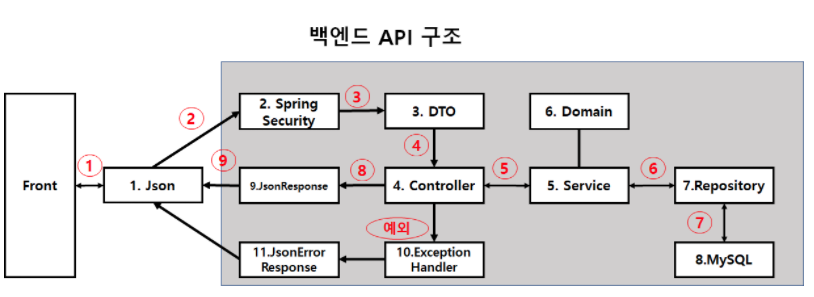 백엔드 API 구조
2. Spring
Security
③
3. DTO
6. Domain
②
④
①
Front
1. Json
⑨
9.JsonResponse
⑧
4. Controller
⑤
5. Service
⑥
7.Repository
예외
⑦
11.JsonError
Response
10.Exception
Handler
8.MySQL